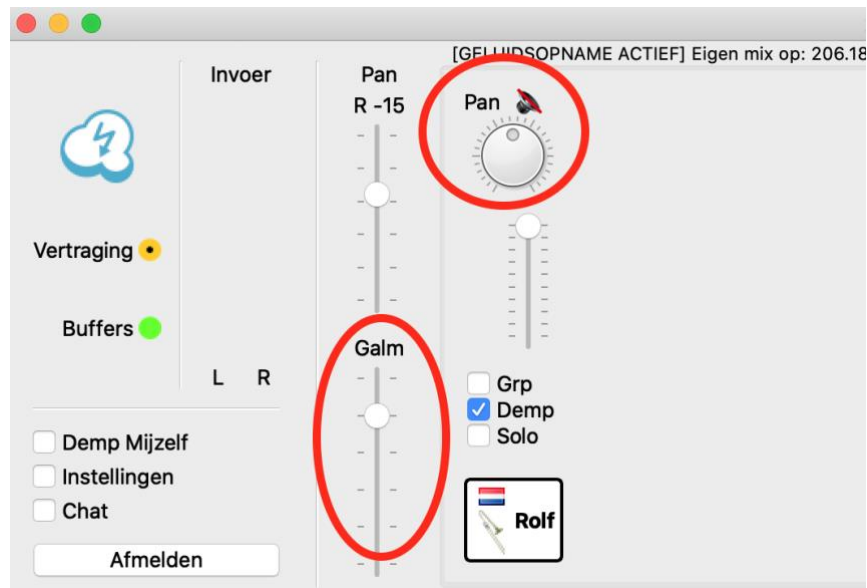 [GELUIDSOPNAME ACTIEF] Eigen mix op: 206.18
Invoer
Pan
R -15
Pan
Vertraging
Buffers
L R
Galm
Grp
Demp
Solo
Demp Mijzelf
Instellingen
Chat
Afmelden
Rolf